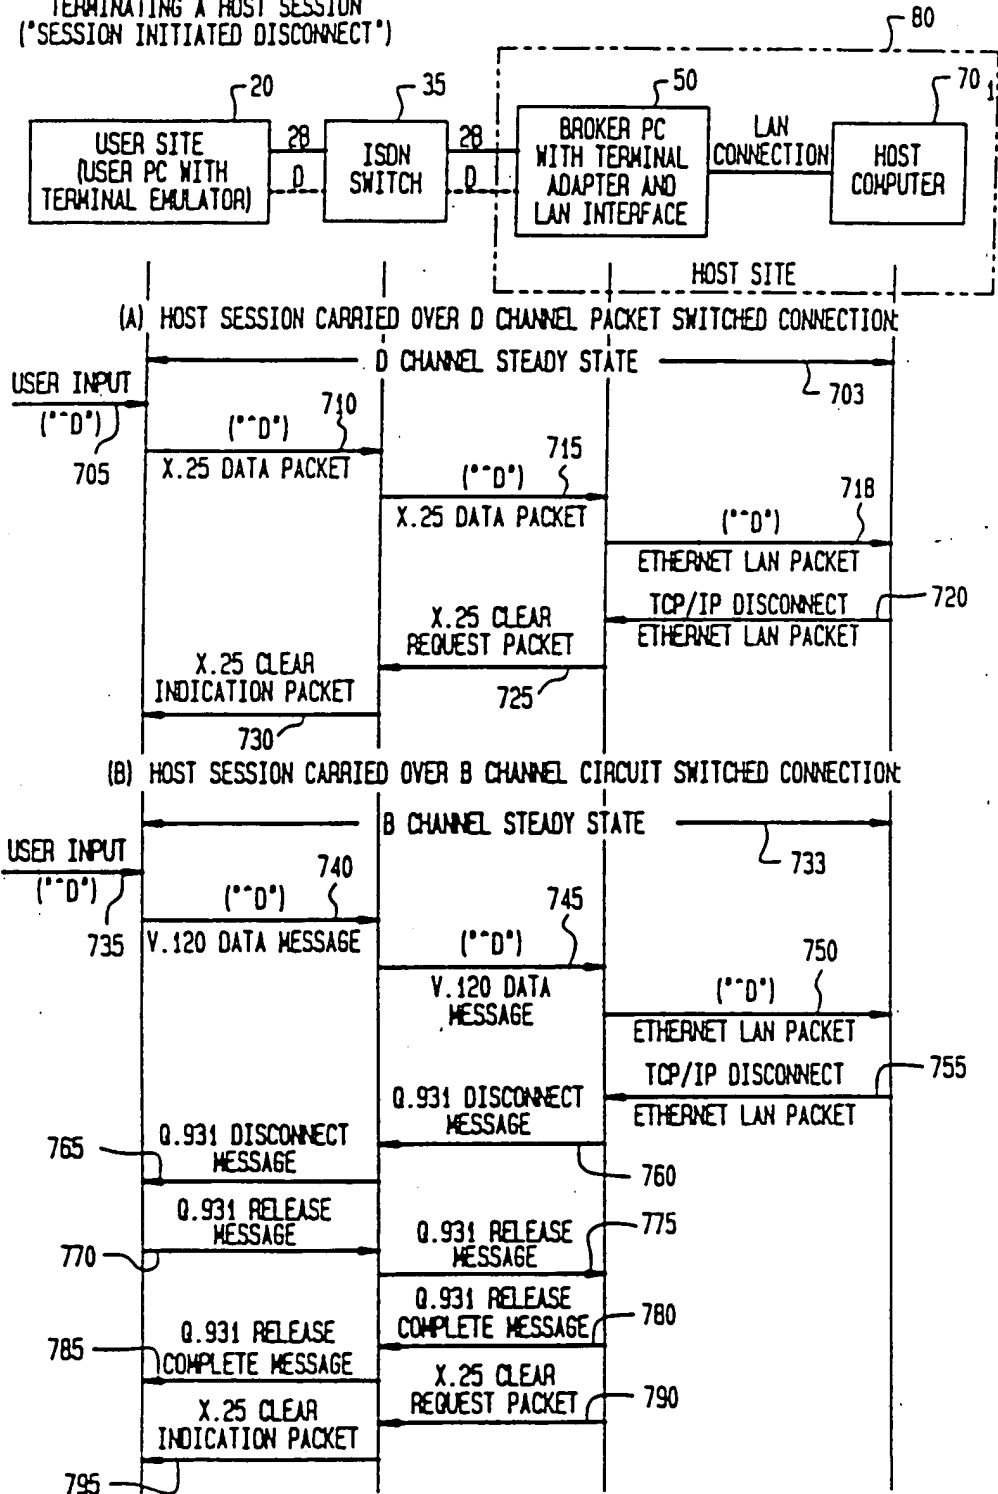 TERMINATING A HOST SESSION
("SESSION INITIATED DISCONNECT")
80
20
35
50
70
1
USER SITE
(USER PC WITH
TERMINAL EMULATOR)
2B
D
ISDN
SWITCH
2B
D
BROKER PC
WITH TERMINAL
ADAPTER AND
LAN INTERFACE
LAN
CONNECTION
HOST
COMPUTER
HOST SITE
(A) HOST SESSION CARRIED OVER D CHANNEL PACKET SWITCHED CONNECTION:
D CHANNEL STEADY STATE
703
USER INPUT
("^D")
705
("^D")
710
X.25 DATA PACKET
("^D")
715
X.25 DATA PACKET
("^D")
718
ETHERNET LAN PACKET
TCP/IP DISCONNECT
720
ETHERNET LAN PACKET
X.25 CLEAR
REQUEST PACKET
725
X.25 CLEAR
INDICATION PACKET
730
(B) HOST SESSION CARRIED OVER B CHANNEL CIRCUIT SWITCHED CONNECTION:
B CHANNEL STEADY STATE
733
USER INPUT
("^D")
735
("^D")
740
V.120 DATA MESSAGE
("^D")
745
V.120 DATA
MESSAGE
("^D")
750
ETHERNET LAN PACKET
TCP/IP DISCONNECT
755
ETHERNET LAN PACKET
Q.931 DISCONNECT
MESSAGE
760
765
Q.931 DISCONNECT
MESSAGE
Q.931 RELEASE
MESSAGE
770
Q.931 RELEASE
MESSAGE
775
Q.931 RELEASE
COMPLETE MESSAGE
780
785
Q.931 RELEASE
COMPLETE MESSAGE
X.25 CLEAR
REQUEST PACKET
790
X.25 CLEAR
INDICATION PACKET
795